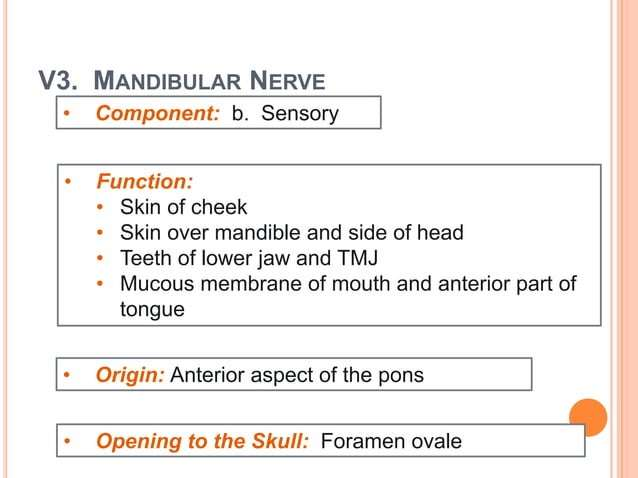 V3. MANDIBULAR NERVE
• Component: b. Sensory
• Function:
• Skin of cheek
• Skin over mandible and side of head
• Teeth of lower jaw and TMJ
• Mucous membrane of mouth and anterior part of
tongue
• Origin: Anterior aspect of the pons
• Opening to the Skull: Foramen ovale